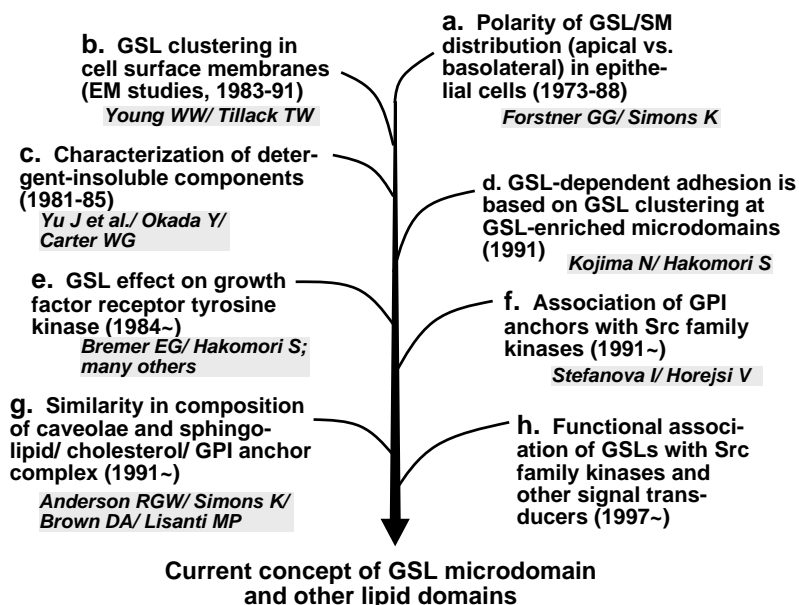 a. Polarity of GSL/SM
distribution (apical vs.
basolateral) in epithe-
lial cells (1973-88)
Forstner GG/ Simons K
b. GSL clustering in
cell surface membranes
(EM studies, 1983-91)
Young WW/ Tillack TW
c. Characterization of deter-
gent-insoluble components
(1981-85)
Yu J et al./ Okada Y/
Carter WG
d. GSL-dependent adhesion is
based on GSL clustering at
GSL-enriched microdomains
(1991)
Kojima N/ Hakomori S
e. GSL effect on growth
factor receptor tyrosine
kinase (1984~)
Bremer EG/ Hakomori S;
many others
f. Association of GPI
anchors with Src family
kinases (1991~)
Stefanova I/ Horejsi V
g. Similarity in composition
of caveolae and sphingo-
lipid/ cholesterol/ GPI anchor
complex (1991~)
Anderson RGW/ Simons K/
Brown DA/ Lisanti MP
h. Functional associ-
ation of GSLs with Src
family kinases and
other signal trans-
ducers (1997~)
Current concept of GSL microdomain
and other lipid domains